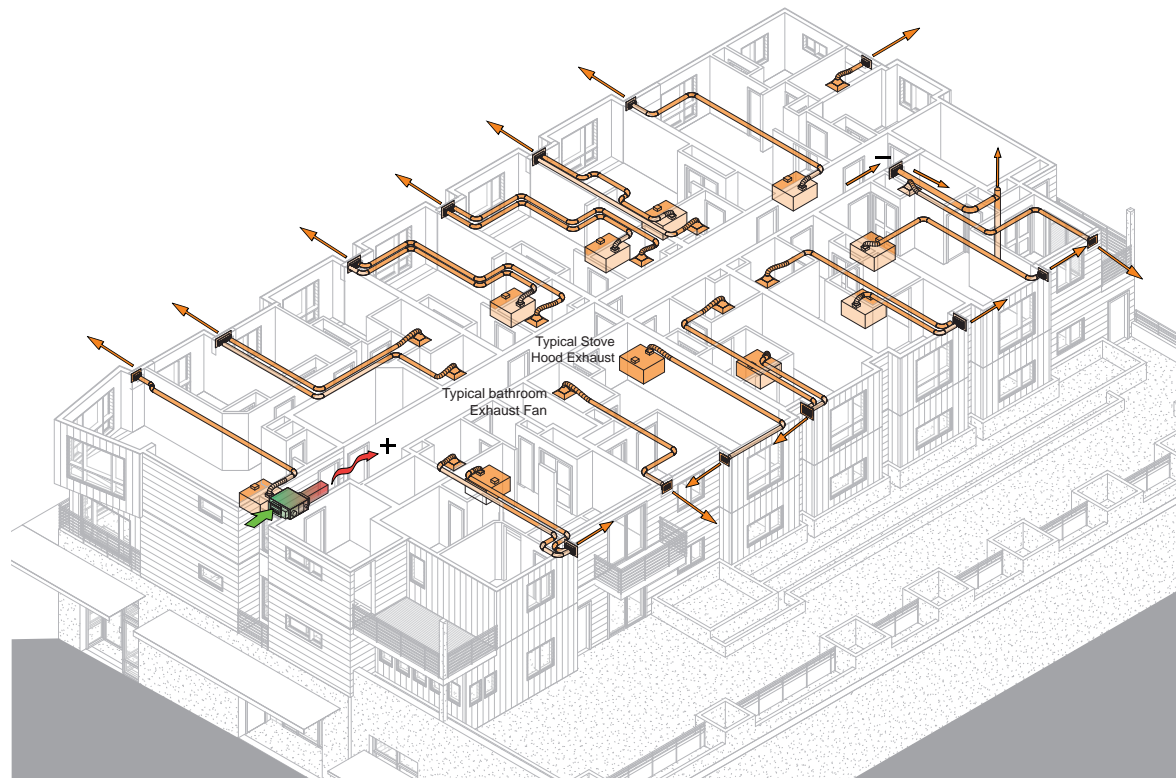 Typical Stove
Hood Exhaust
Typical bathroom
Exhaust Fan
+
−